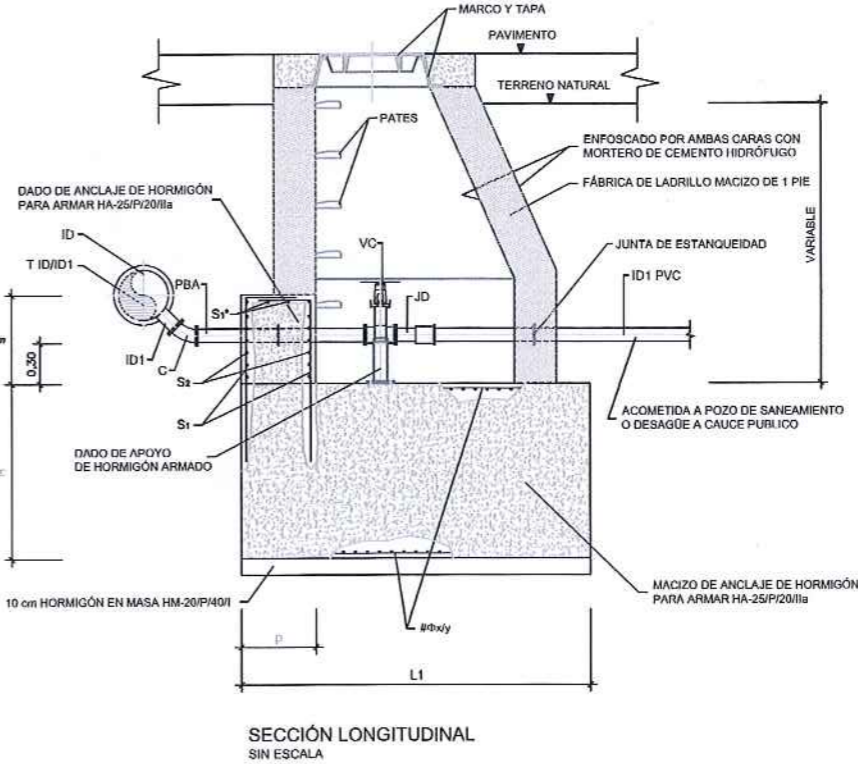 MARCO Y TAPA
PAVIMENTO
TERRENO NATURAL
PATES
ENFOSCADO POR AMBAS CARAS CON
MORTERO DE CEMENTO HIDRÓFUGO
FÁBRICA DE LADRILLO MACIZO DE 1 PIE
DADO DE ANCLAJE DE HORMIGÓN
PARA ARMAR HA-25/P/20/IIa
VARIABLE
ID
T ID/ID1
PBA
VC
JUNTA DE ESTANQUEIDAD
ID1 PVC
S1*
JD
ID1
C
0,30
S2
S1
ACOMETIDA A POZO DE SANEAMIENTO
O DESAGÜE A CAUCE PUBLICO
DADO DE APOYO
DE HORMIGÓN ARMADO
10 cm HORMIGÓN EN MASA HM-20/P/40/I
MACIZO DE ANCLAJE DE HORMIGÓN
PARA ARMAR HA-25/P/20/IIa
#Φx/y
P
L1
SECCIÓN LONGITUDINAL
SIN ESCALA